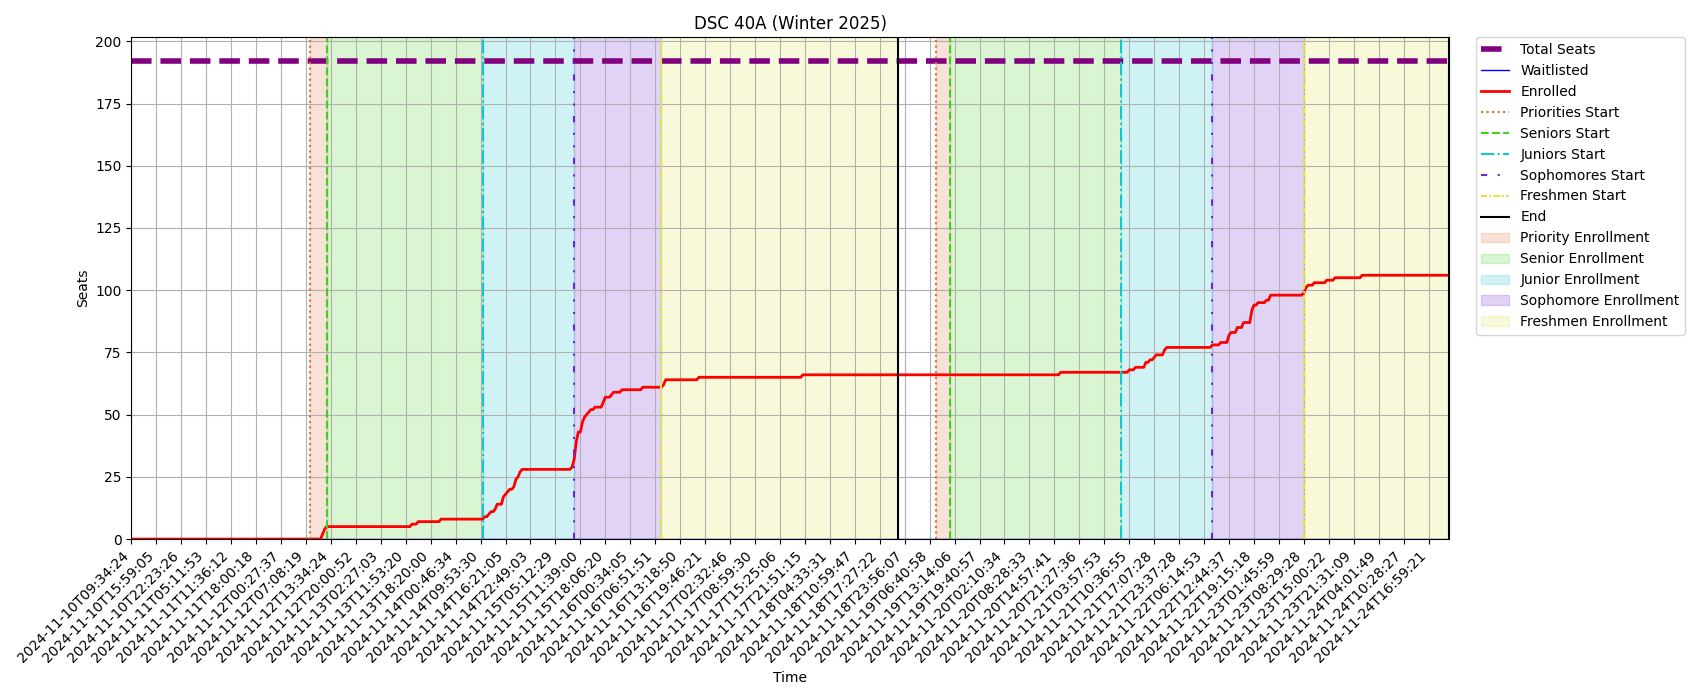 DSC 40A (Winter 2025)
200
175
150
125
100
75
50
25
0
Seats
2024-11-10T09:34:24
2024-11-10T15:59:05
2024-11-10T22:23:26
2024-11-11T05:11:53
2024-11-11T11:36:12
2024-11-11T18:00:18
2024-11-12T00:27:37
2024-11-12T07:08:19
2024-11-12T13:34:24
2024-11-12T20:00:52
2024-11-13T03:27:03
2024-11-13T11:53:20
2024-11-13T18:20:00
2024-11-14T00:46:34
2024-11-14T09:53:30
2024-11-14T16:21:05
2024-11-14T22:49:03
2024-11-15T05:12:29
2024-11-15T11:39:00
2024-11-15T18:06:20
2024-11-16T00:34:05
2024-11-16T06:51:51
2024-11-16T13:18:50
2024-11-16T19:46:21
2024-11-17T02:32:46
2024-11-17T08:59:30
2024-11-17T15:25:06
2024-11-17T21:51:15
2024-11-18T04:33:31
2024-11-18T10:59:47
2024-11-18T17:27:22
2024-11-18T23:56:07
2024-11-19T06:40:58
2024-11-19T13:14:06
2024-11-19T19:40:57
2024-11-20T02:10:34
2024-11-20T08:28:33
2024-11-20T14:57:41
2024-11-20T21:27:36
2024-11-21T03:57:53
2024-11-21T10:36:55
2024-11-21T17:07:28
2024-11-21T23:37:28
2024-11-22T06:14:53
2024-11-22T12:44:37
2024-11-22T19:15:18
2024-11-23T01:45:59
2024-11-23T08:29:28
2024-11-23T15:00:22
2024-11-23T21:31:09
2024-11-24T04:01:49
2024-11-24T10:28:27
2024-11-24T16:59:21
Time
Total Seats
Waitlisted
Enrolled
Priorities Start
Seniors Start
Juniors Start
Sophomores Start
Freshmen Start
End
Priority Enrollment
Senior Enrollment
Junior Enrollment
Sophomore Enrollment
Freshmen Enrollment